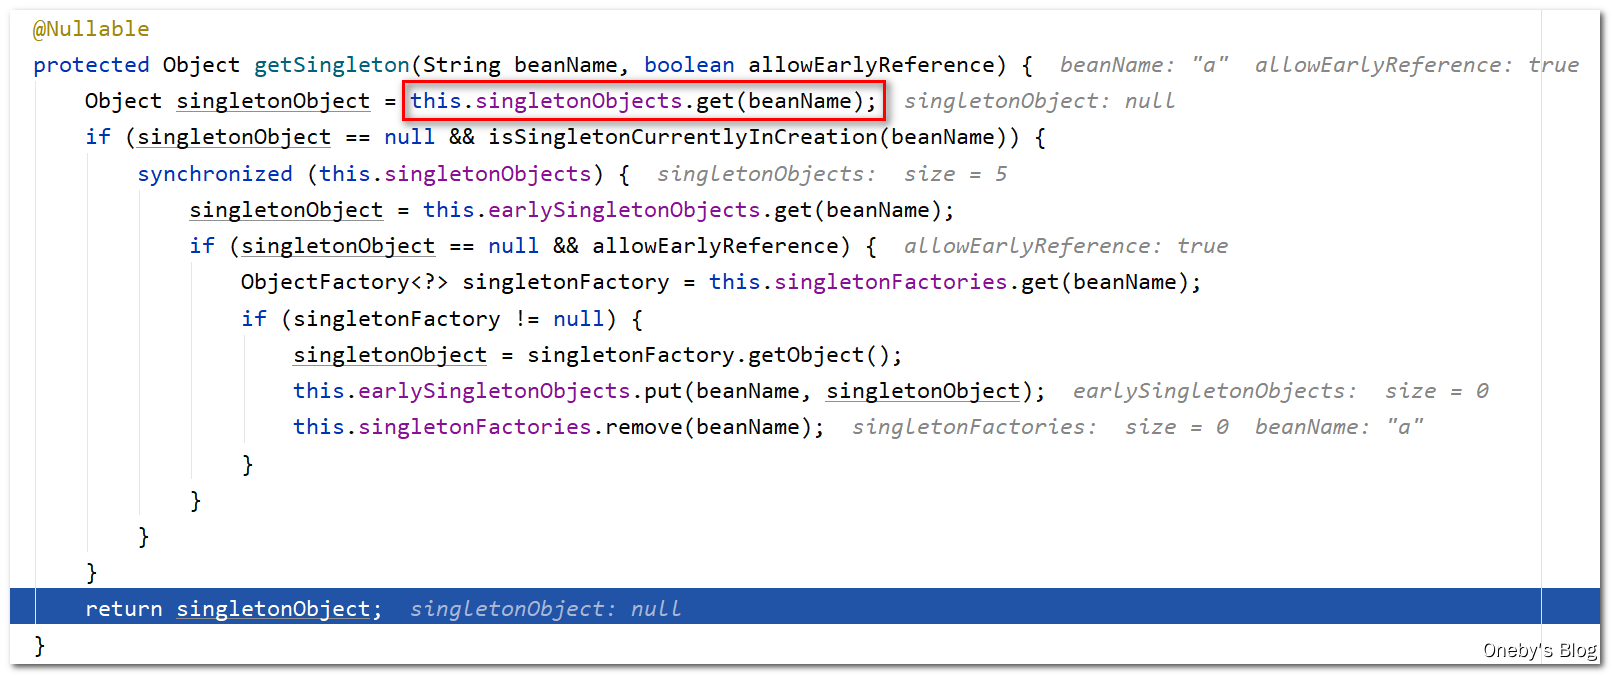 @Nullable
protected Object getSingleton(String beanName, boolean allowEarlyReference) {  beanName: "a"  allowEarlyReference: true
Object singletonObject = this.singletonObjects.get(beanName);  singletonObject: null
if (singletonObject == null && isSingletonCurrentlyInCreation(beanName)) {
synchronized (this.singletonObjects) {  singletonObjects:  size = 5
singletonObject = this.earlySingletonObjects.get(beanName);
if (singletonObject == null && allowEarlyReference) {  allowEarlyReference: true
ObjectFactory<?> singletonFactory = this.singletonFactories.get(beanName);
if (singletonFactory != null) {
singletonObject = singletonFactory.getObject();
this.earlySingletonObjects.put(beanName, singletonObject);  earlySingletonObjects:  size = 0
this.singletonFactories.remove(beanName);  singletonFactories:  size = 0  beanName: "a"
}
}
}
}
return singletonObject;  singletonObject: null
}
Oneby's Blog